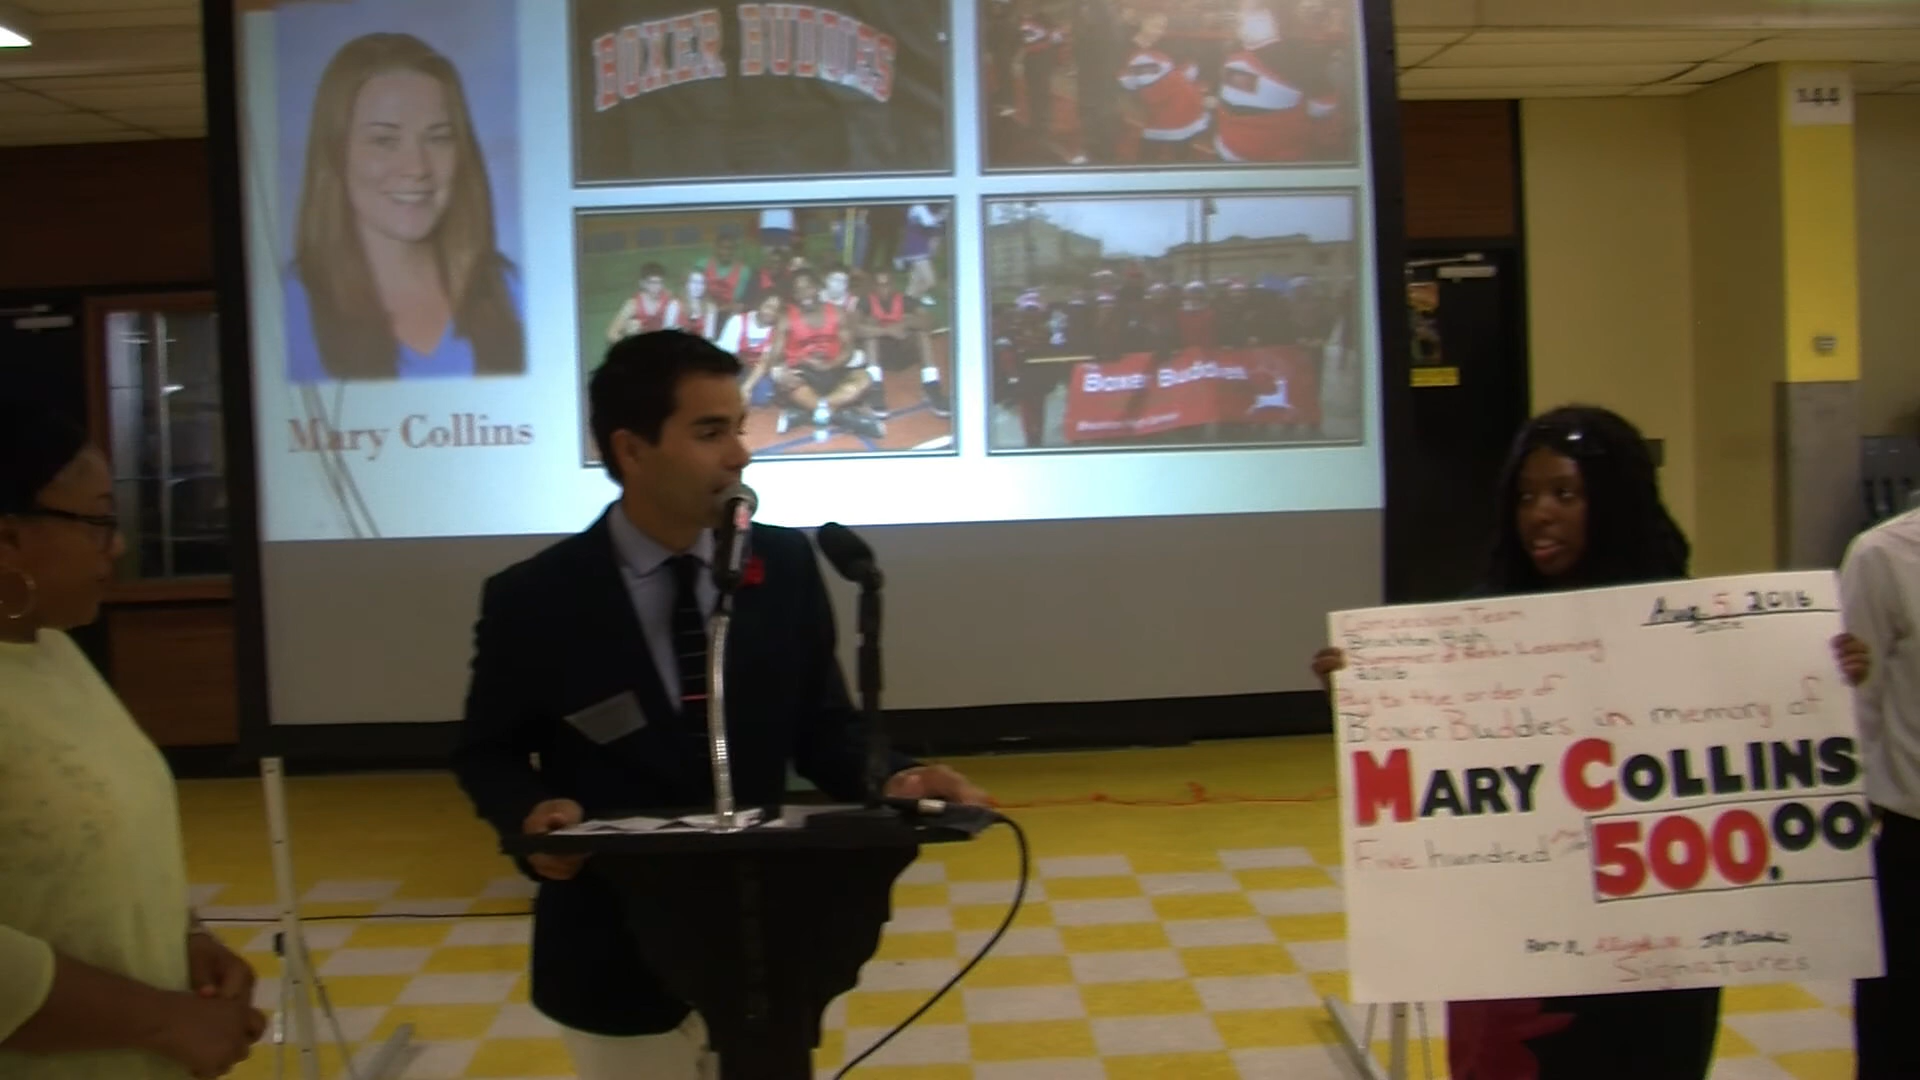 BOXER BUDDIES
Mary Collins
Boxer Buddies
144
Concession Team
Aug 5 2016
Date
Brockton High
Summer of Learning
2016
Pay to the order of
Boxer Buddies in memory of
MARY COLLINS
Five hundred
500.00
Signatures